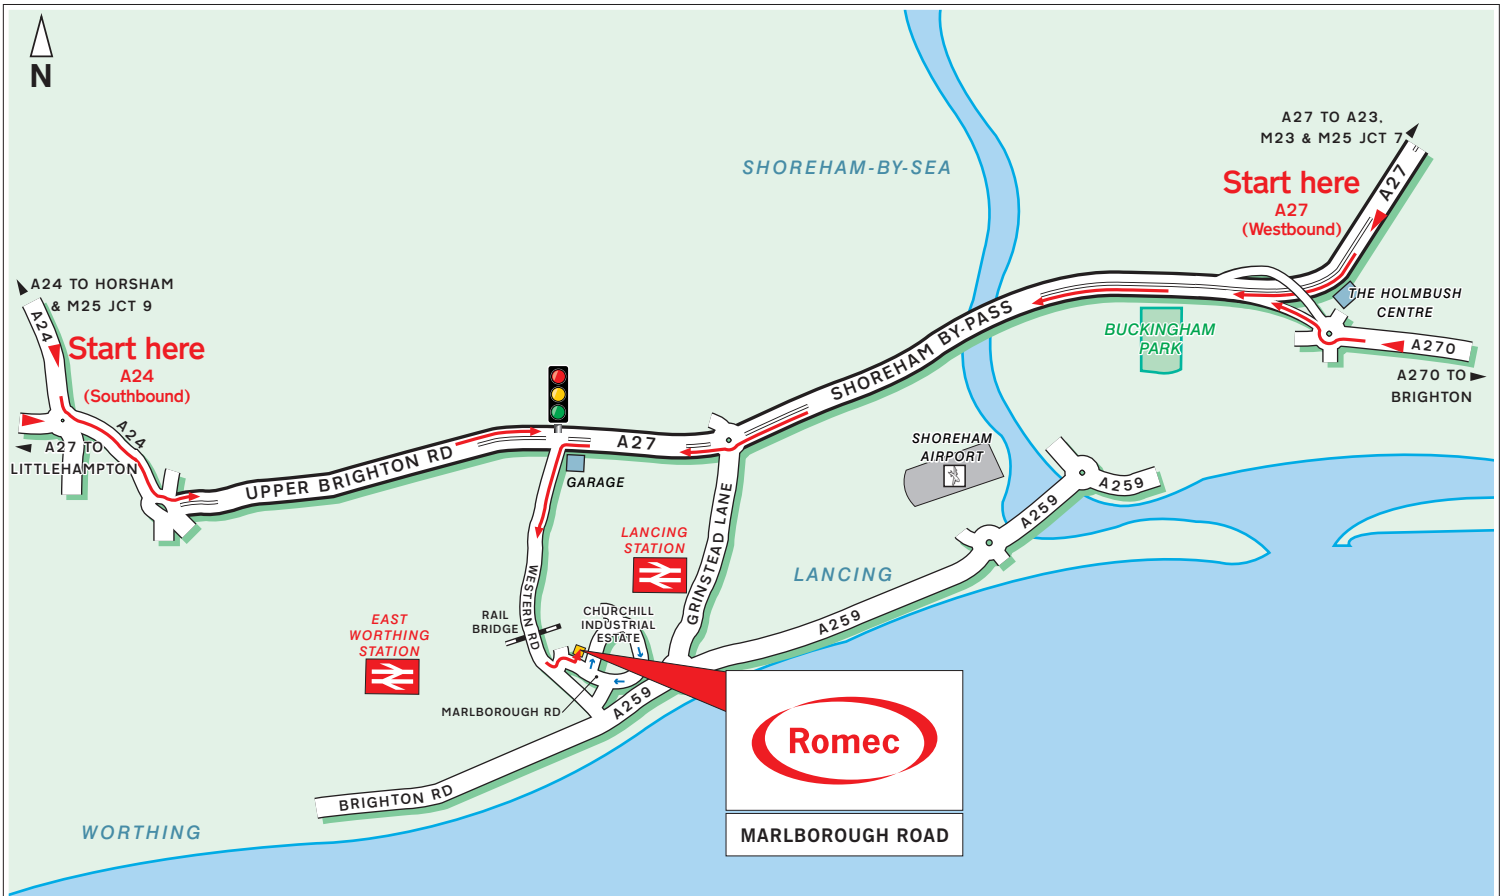 N
SHOREHAM-BY-SEA
A27 TO A23,
M23 & M25 JCT 7
Start here
A27
(Westbound)
A27
THE HOLMBUSH
CENTRE
A270
A270 TO
BRIGHTON
BUCKINGHAM
PARK
SHOREHAM BY-PASS
A24 TO HORSHAM
& M25 JCT 9
A24
Start here
A24
(Southbound)
A24
A27 TO
LITTLEHAMPTON
UPPER BRIGHTON RD
A27
GARAGE
SHOREHAM
AIRPORT
A259
A259
LANCING
STATION
GRINSTEAD LANE
LANCING
WESTERN RD
RAIL
BRIDGE
CHURCHILL
INDUSTRIAL
ESTATE
A259
EAST
WORTHING
STATION
MARLBOROUGH RD
A259
BRIGHTON RD
WORTHING
Romec
MARLBOROUGH ROAD